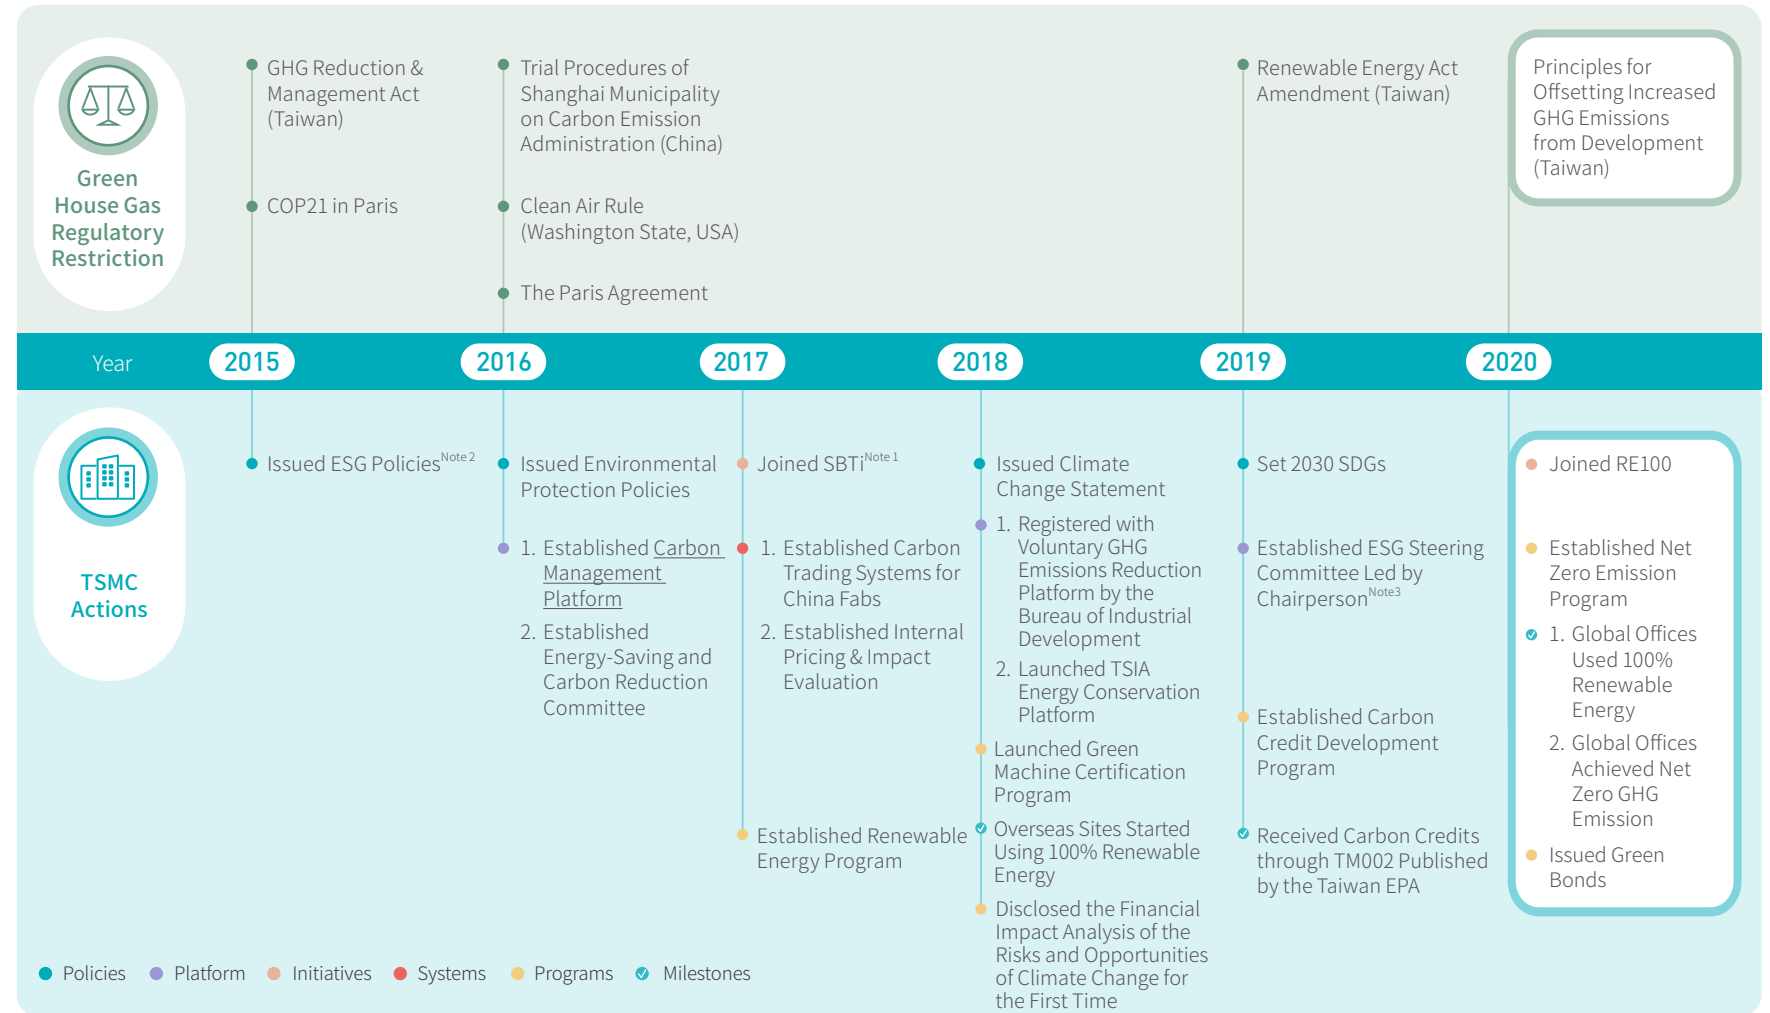 Green
House Gas
Regulatory
Restriction
GHG Reduction &
Management Act
(Taiwan)
COP21 in Paris
Trial Procedures of
Shanghai Municipality
on Carbon Emission
Administration (China)
Clean Air Rule
(Washington State, USA)
The Paris Agreement
Renewable Energy Act
Amendment (Taiwan)
Principles for
Offsetting Increased
GHG Emissions
from Development
(Taiwan)
Year
2015
2016
2017
2018
2019
2020
TSMC
Actions
Issued ESG Policies Note 2
Issued Environmental
Protection Policies
1. Established Carbon
Management
Platform
2. Established
Energy-Saving and
Carbon Reduction
Committee
Joined SBTi Note 1
1. Established Carbon
Trading Systems for
China Fabs
2. Established Internal
Pricing & Impact
Evaluation
Established Renewable
Energy Program
Issued Climate
Change Statement
1. Registered with
Voluntary GHG
Emissions Reduction
Platform by the
Bureau of Industrial
Development
2. Launched TSIA
Energy Conservation
Platform
Launched Green
Machine Certification
Program
Overseas Sites Started
Using 100% Renewable
Energy
Disclosed the Financial
Impact Analysis of the
Risks and Opportunities
of Climate Change for
the First Time
Set 2030 SDGs
Established ESG Steering
Committee Led by
Chairperson Note3
Established Carbon
Credit Development
Program
Received Carbon Credits
through TM002 Published
by the Taiwan EPA
Joined RE100
Established Net
Zero Emission
Program
1. Global Offices
Used 100%
Renewable
Energy
2. Global Offices
Achieved Net
Zero GHG
Emission
Issued Green
Bonds
Policies
Platform
Initiatives
Systems
Programs
Milestones